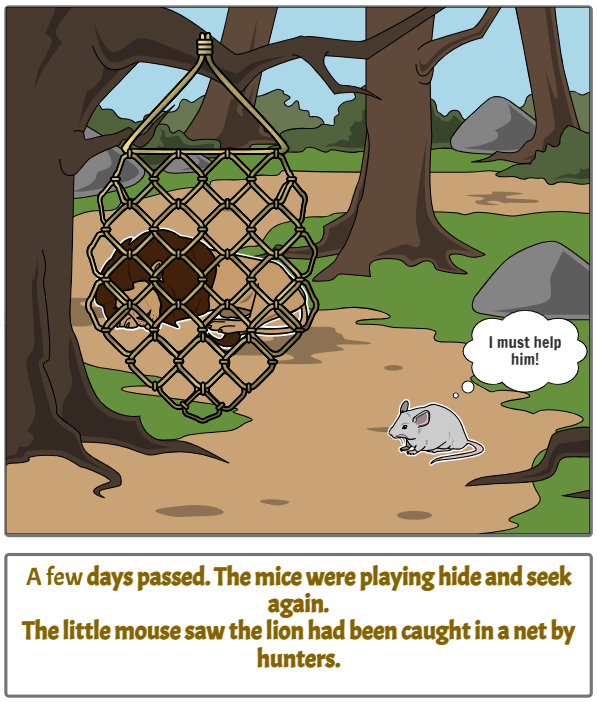 I must help
him!
A few days passed. The mice were playing hide and seek
again.
The little mouse saw the lion had been caught in a net by
hunters.